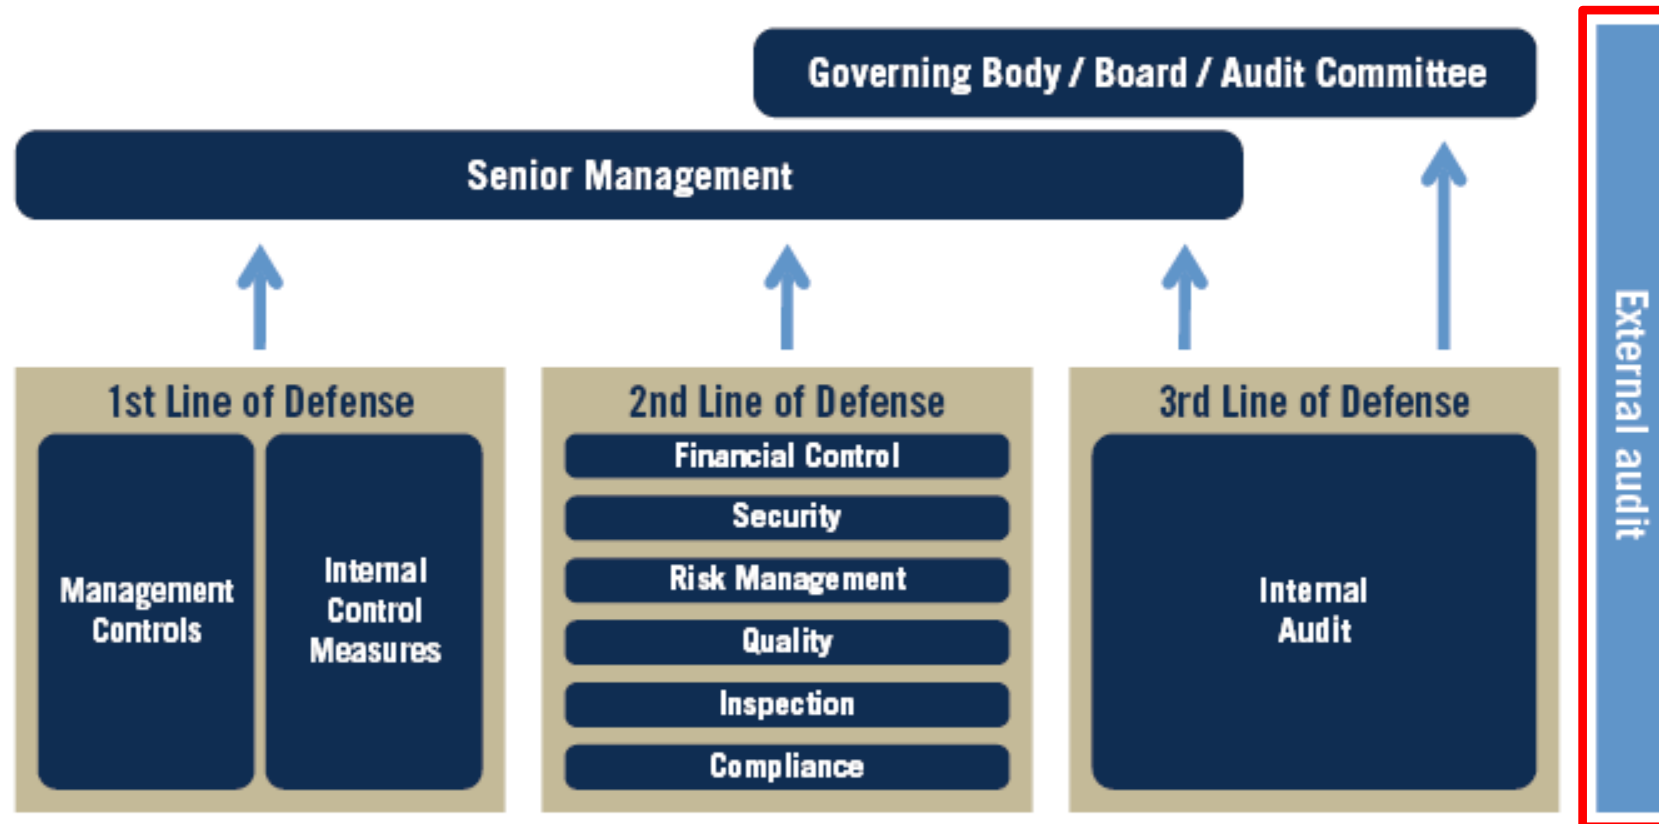 Governing Body / Board / Audit Committee
Senior Management
1st Line of Defense
Management
Controls
Internal
Control
Measures
2nd Line of Defense
Financial Control
Security
Risk Management
Quality
Inspection
Compliance
3rd Line of Defense
Internal
Audit
External audit